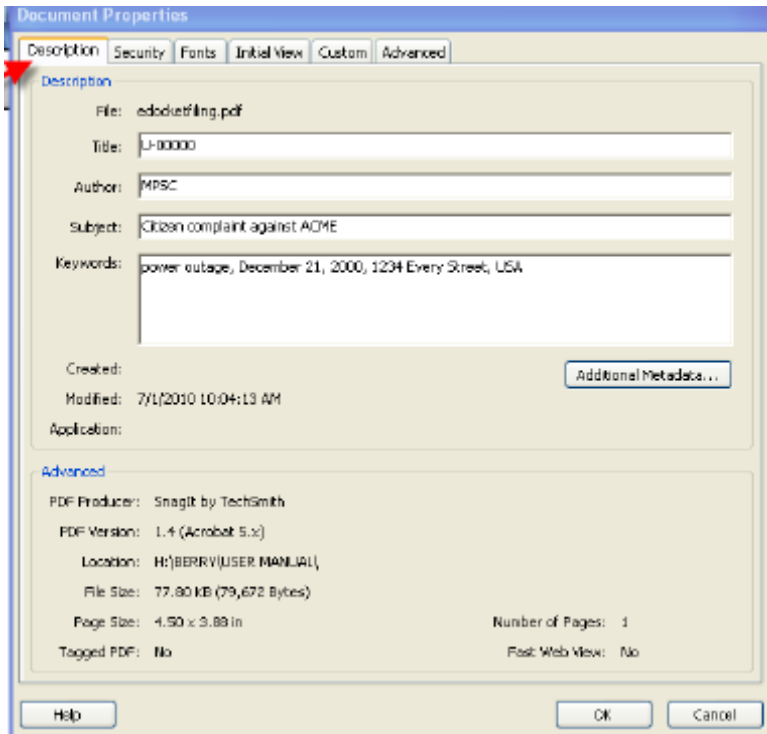 Document Properties
Description Security Fonts Initial View Custom Advanced
Description
File: edocketfiling.pdf
Title: U-00000
Author: MPSC
Subject: Citizen complaint against ACME
Keywords: power outage, December 21, 2000, 1234 Every Street, USA
Created: Additional Metadata...
Modified: 7/1/2010 10:04:13 AM
Application:
Advanced
PDF Producer: SnagIt by TechSmith
PDF Version: 1.4 (Acrobat 5.x)
Location: H:\BERRY\USER MANUAL\
File Size: 77.80 KB (79,672 Bytes)
Page Size: 4.50 x 3.88 in Number of Pages: 1
Tagged PDF: No Fast Web View: No
Help OK Cancel